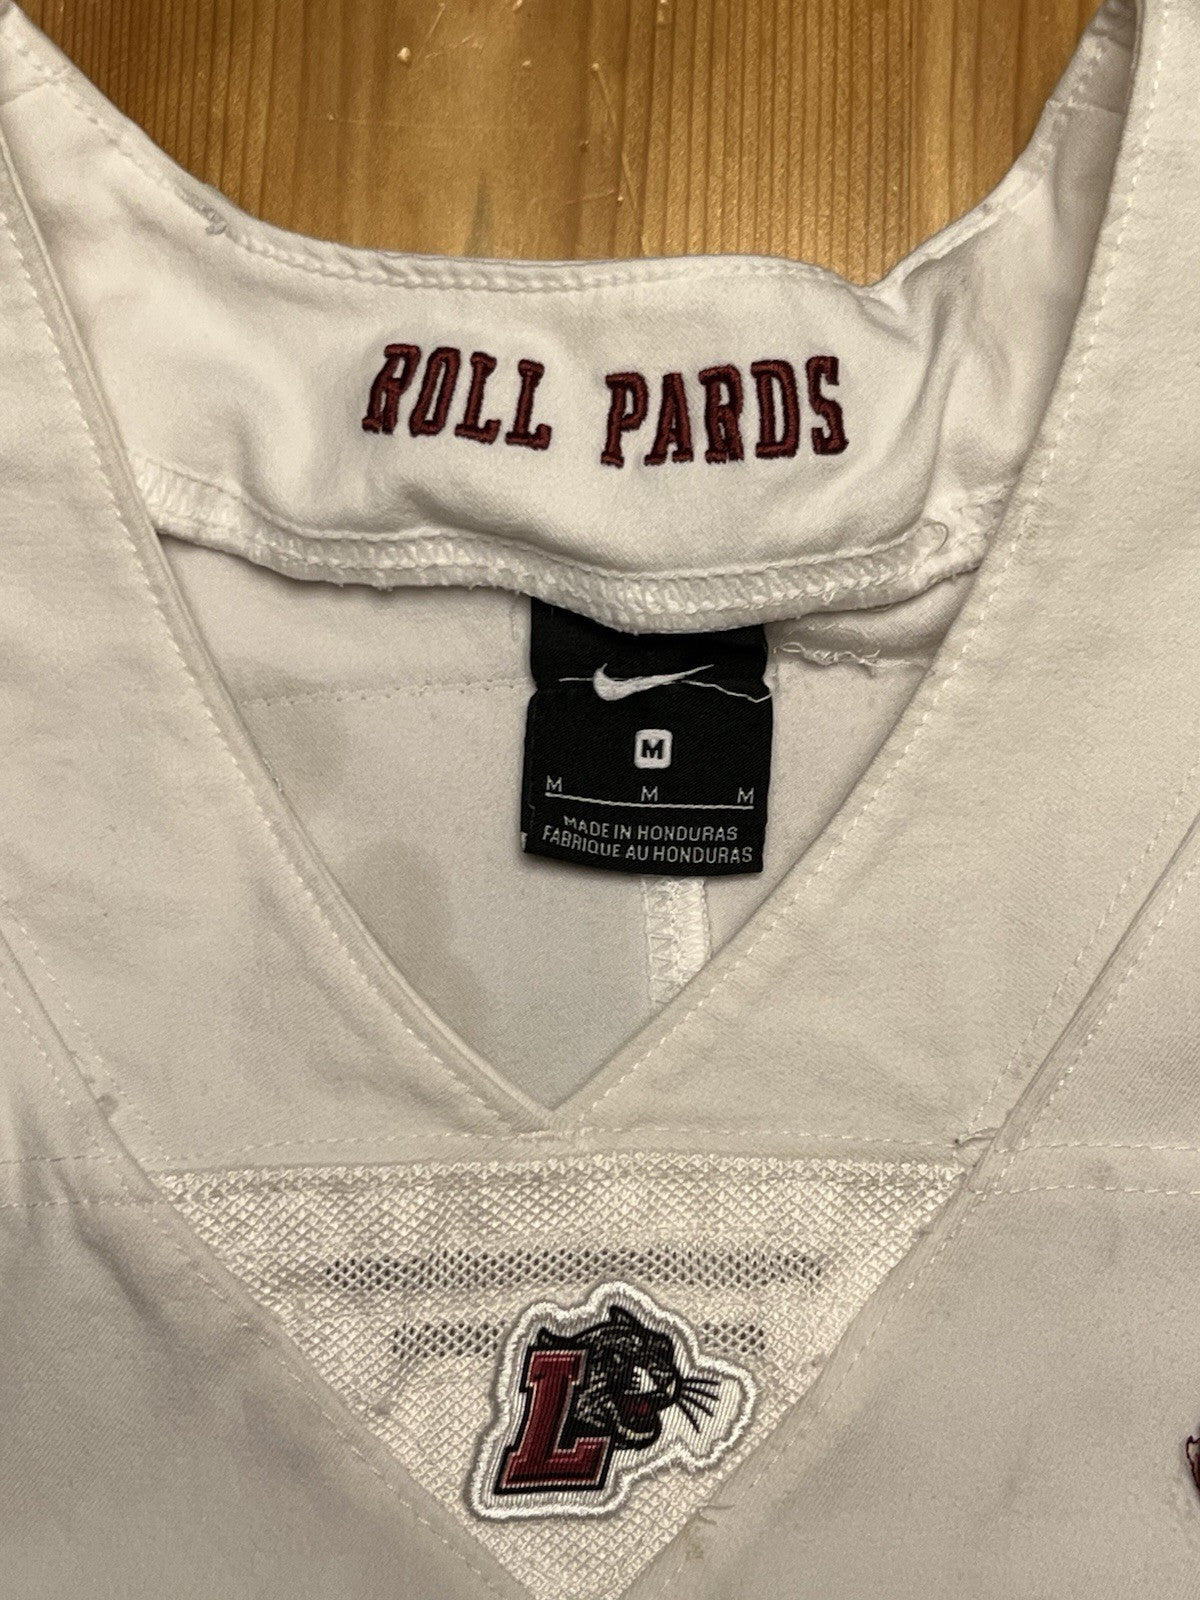 ROLL PARDS
M
M M M
MADE IN HONDURAS
FABRIQUE AU HONDURAS
L